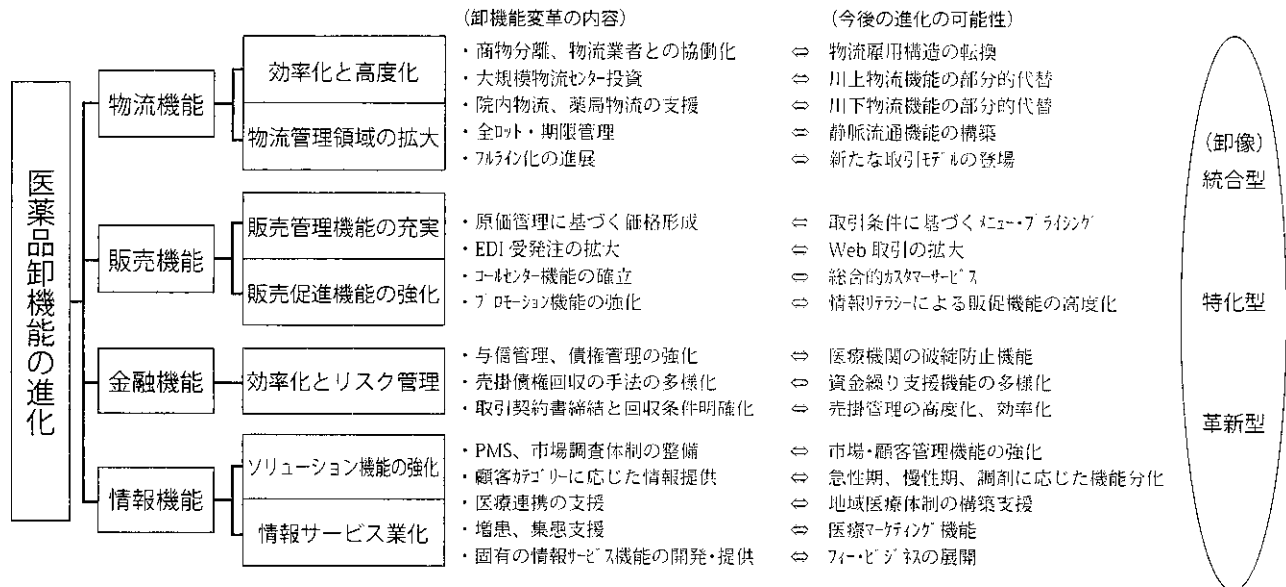 (卸機能変革の内容) (今後の進化の可能性)
医薬品卸機能の進化
物流機能
効率化と高度化
物流管理領域の拡大
・商物分離、物流業者との協働化 ⇔ 物流雇用構造の転換
・大規模物流センター投資 ⇔ 川上物流機能の部分的代替
・院内物流、薬局物流の支援 ⇔ 川下物流機能の部分的代替
・全ロット・期限管理 ⇔ 静脈流通機能の構築
・フルライン化の進展 ⇔ 新たな取引モデルの登場
販売機能
販売管理機能の充実
販売促進機能の強化
・原価管理に基づく価格形成 ⇔ 取引条件に基づくメニュー・プライシング
・EDI 受発注の拡大 ⇔ Web 取引の拡大
・コールセンター機能の確立 ⇔ 総合的カスタマーサービス
・プロモーション機能の強化 ⇔ 情報リテラシーによる販促機能の高度化
金融機能
効率化とリスク管理
・与信管理、債権管理の強化 ⇔ 医療機関の破綻防止機能
・売掛債権回収の手法の多様化 ⇔ 資金繰り支援機能の多様化
・取引契約書締結と回収条件明確化 ⇔ 売掛管理の高度化、効率化
情報機能
ソリューション機能の強化
情報サービス業化
・PMS、市場調査体制の整備 ⇔ 市場・顧客管理機能の強化
・顧客カテゴリーに応じた情報提供 ⇔ 急性期、慢性期、調剤に応じた機能分化
・医療連携の支援 ⇔ 地域医療体制の構築支援
・増患、集患支援 ⇔ 医療マーケティング機能
・固有の情報サービス機能の開発・提供 ⇔ フィー・ビジネスの展開
(卸像)
統合型
特化型
革新型